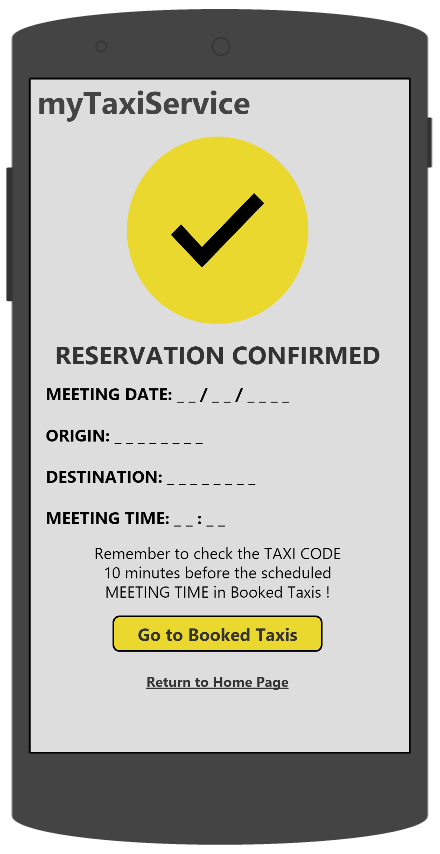 myTaxiService
RESERVATION CONFIRMED
MEETING DATE: _ _ / _ _ / _ _ _ _
ORIGIN: _ _ _ _ _ _ _ _
DESTINATION: _ _ _ _ _ _ _ _
MEETING TIME: _ _ : _ _
Remember to check the TAXI CODE
10 minutes before the scheduled
MEETING TIME in Booked Taxis !
Go to Booked Taxis
Return to Home Page